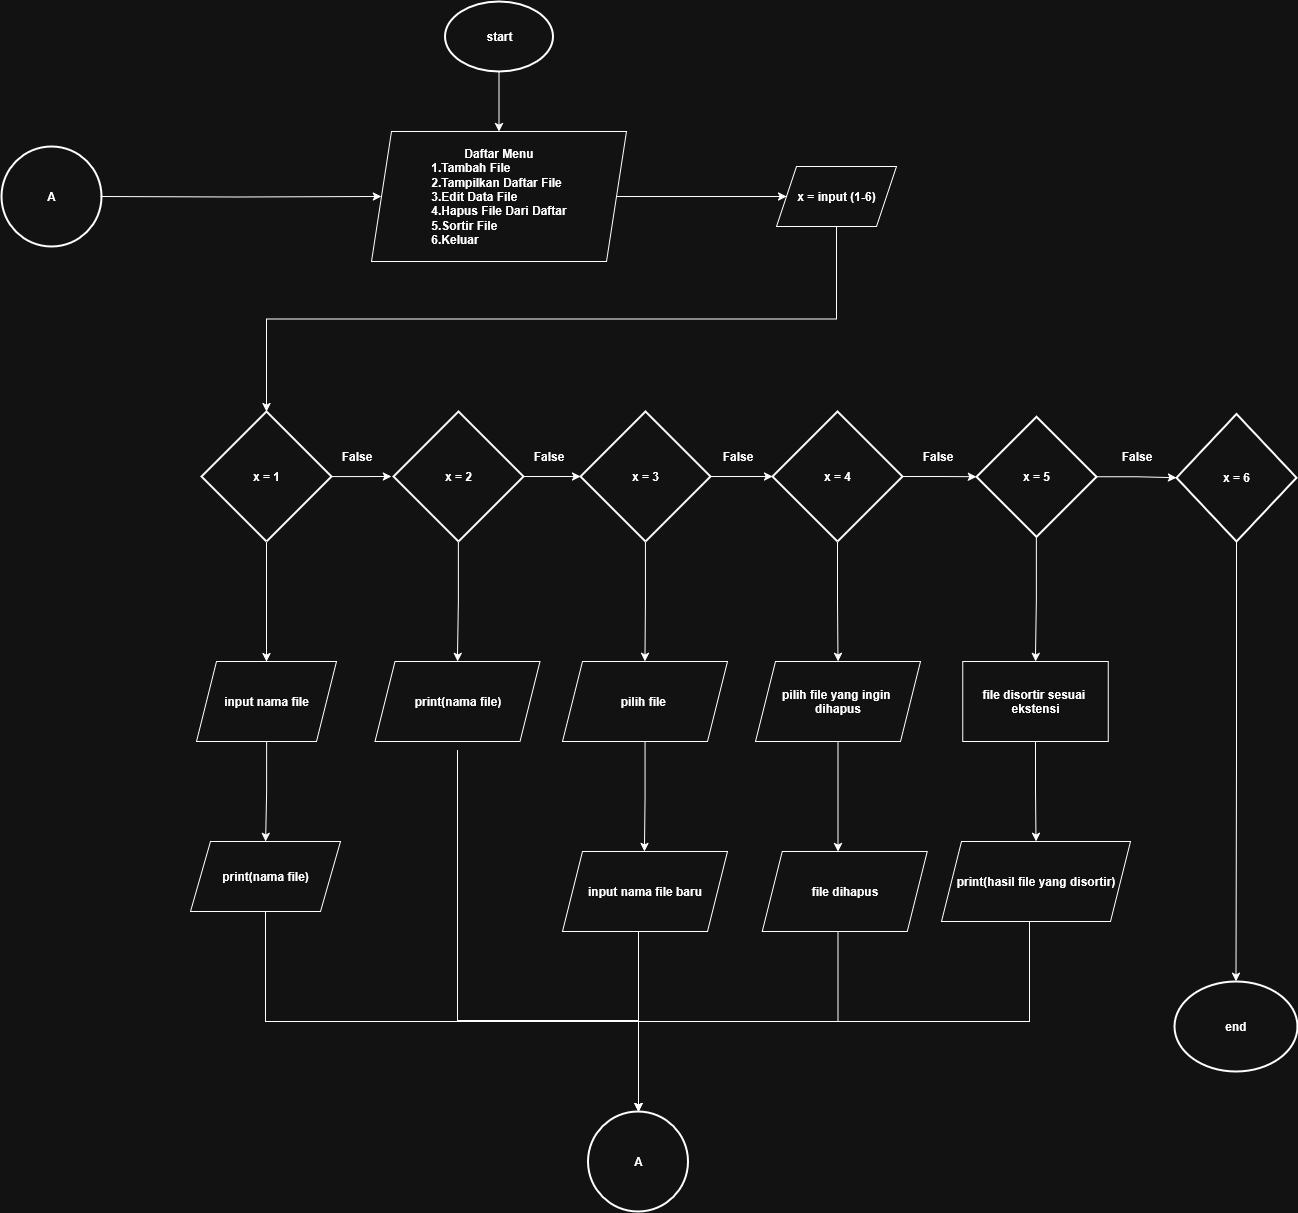 start
A
Daftar Menu
1.Tambah File
2.Tampilkan Daftar File
3.Edit Data File
4.Hapus File Dari Daftar
5.Sortir File
6.Keluar
x = input (1-6)
x = 1
False
x = 2
False
x = 3
False
x = 4
False
x = 5
False
x = 6
input nama file
print(nama file)
pilih file
pilih file yang ingin
dihapus
file disortir sesuai
ekstensi
print(nama file)
input nama file baru
file dihapus
print(hasil file yang disortir)
end
A